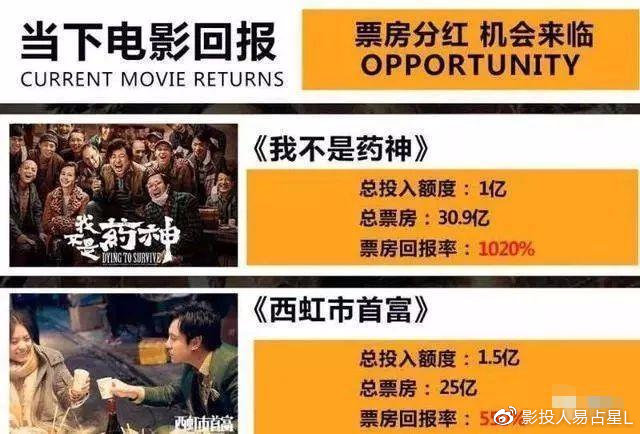 当下电影回报
CURRENT MOVIE RETURNS
票房分红 机会来临
OPPORTUNITY
《我不是药神》
总投入额度：1亿
总票房：30.9亿
票房回报率：1020%
我不是药神
DYING TO SURVIVE
《西虹市首富》
总投入额度：1.5亿
总票房：25亿
票房回报率：
西虹市首富
@影投人易占星L